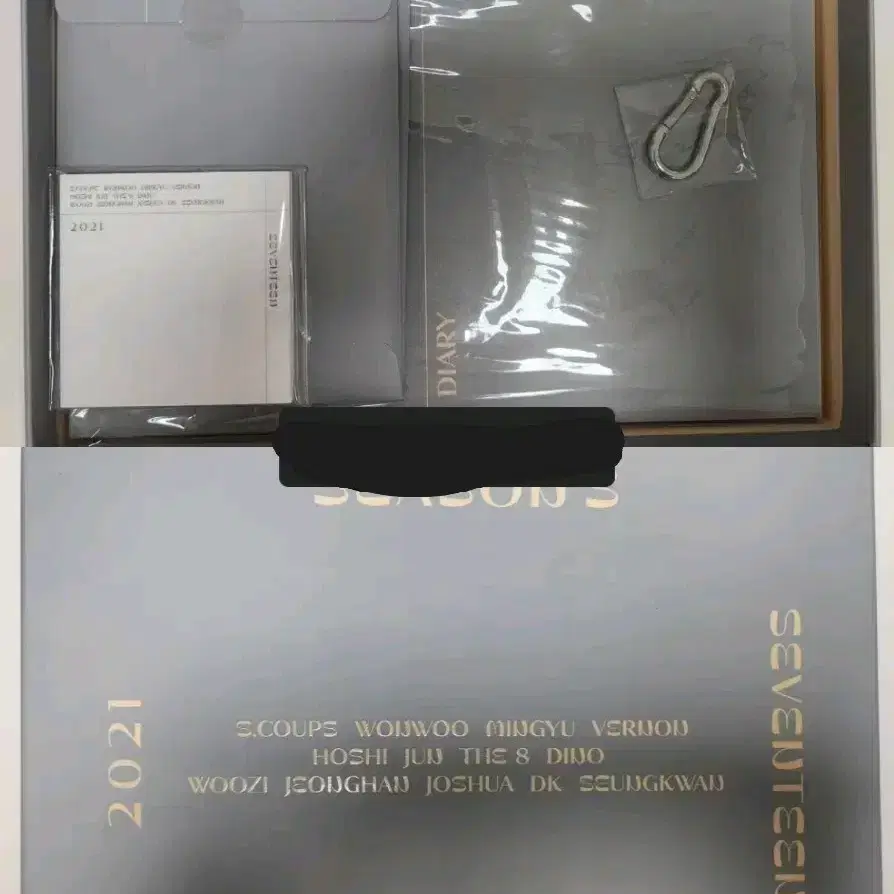 2021
SEVENTEEN
DIARY
SEASON'S
2021
S.COUPS WONWOO MINGYU VERNON
HOSHI JUN THE 8 DINO
WOOZI JEONGHAN JOSHUA DK SEUNGKWAN
SEVENTEEN